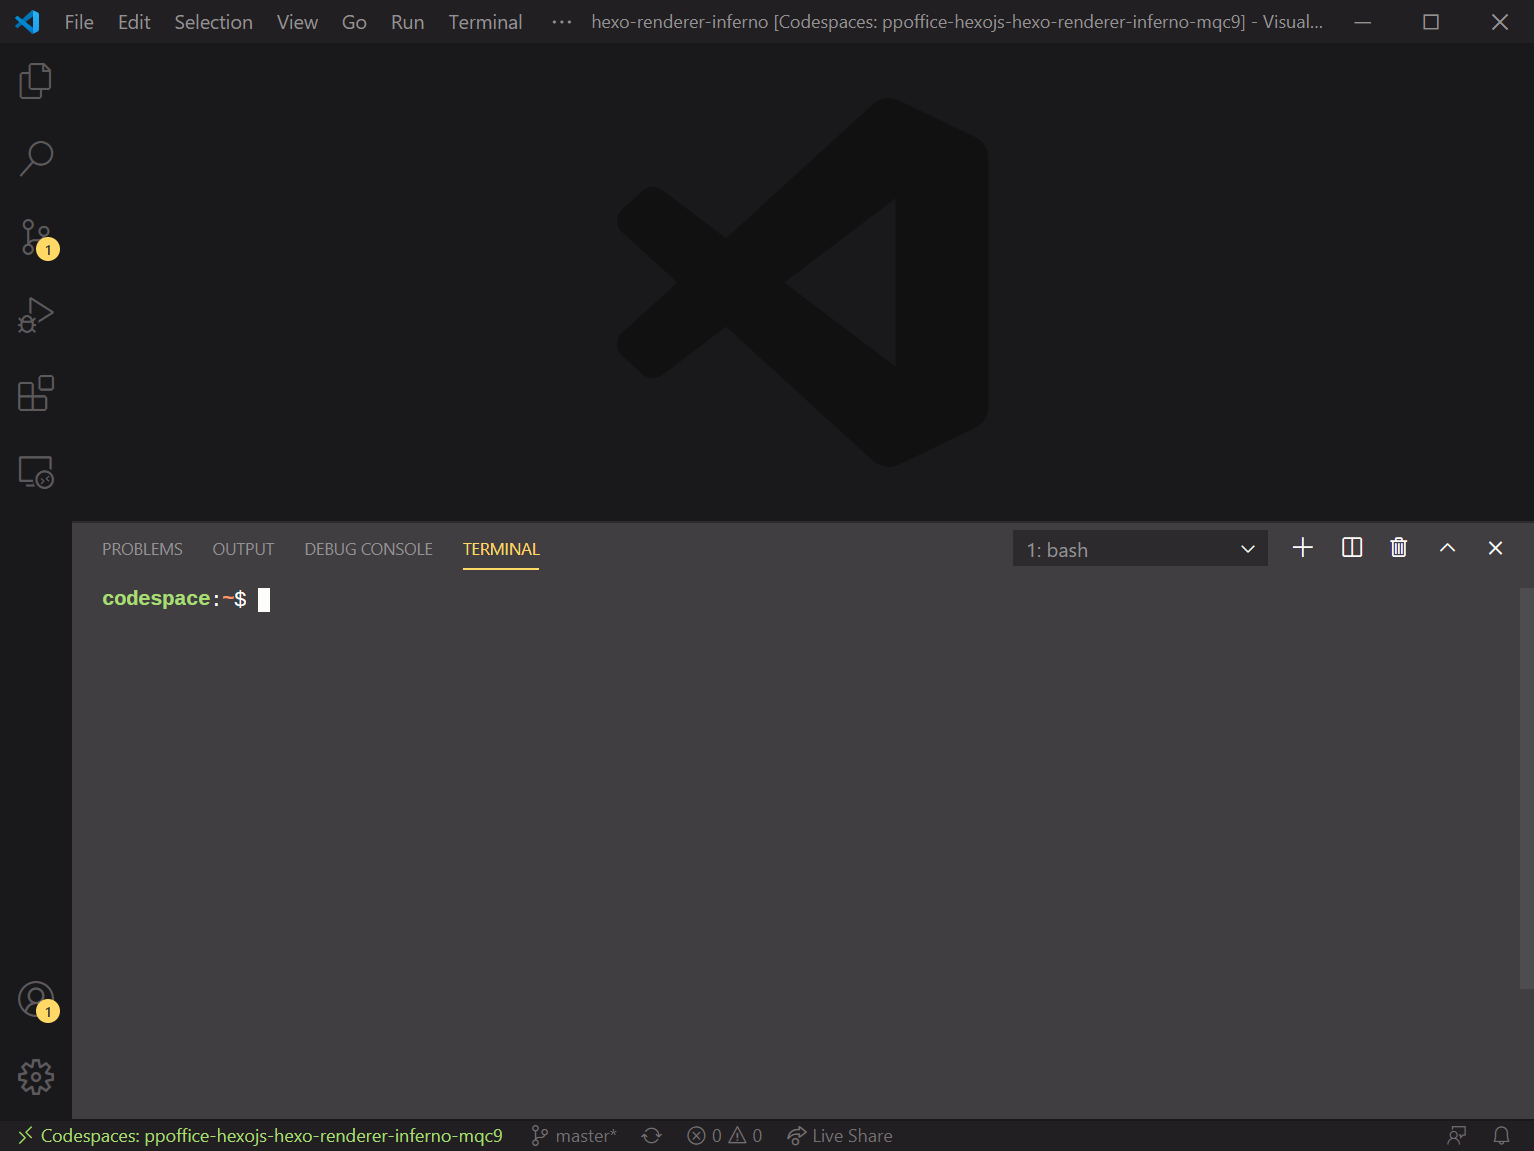 File Edit Selection View Go Run Terminal ··· hexo-renderer-inferno [Codespaces: ppoffice-hexojs-hexo-renderer-inferno-mqc9] - Visual...
1
PROBLEMS OUTPUT DEBUG CONSOLE TERMINAL 1: bash
codespace:~$
1
Codespaces: ppoffice-hexojs-hexo-renderer-inferno-mqc9 master* 0 0 Live Share